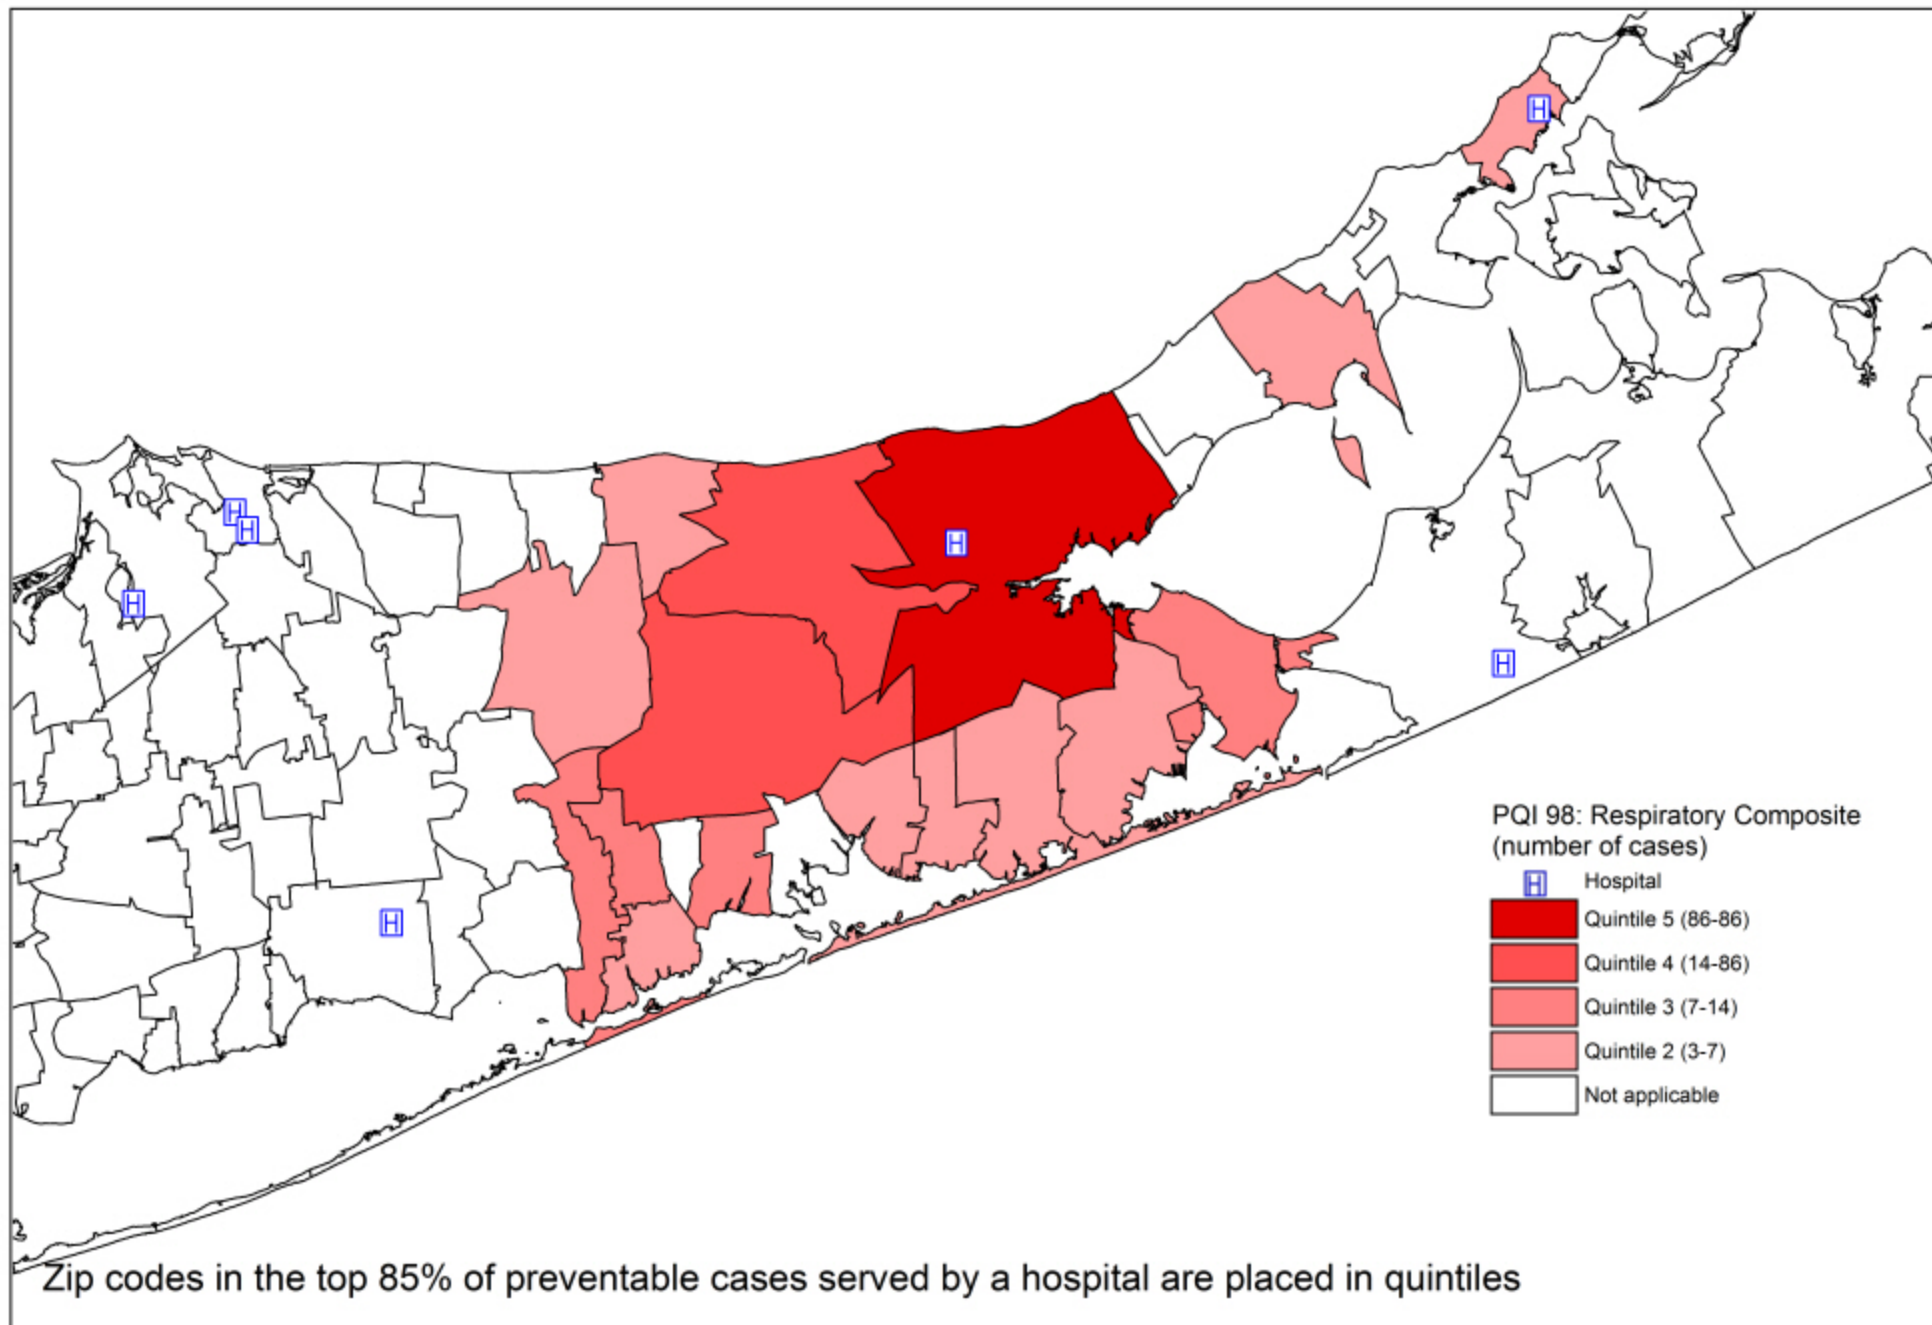 H
H
H
H
H
H
H
PQI 98: Respiratory Composite
(number of cases)
H Hospital
Quintile 5 (86-86)
Quintile 4 (14-86)
Quintile 3 (7-14)
Quintile 2 (3-7)
Not applicable
Zip codes in the top 85% of preventable cases served by a hospital are placed in quintiles